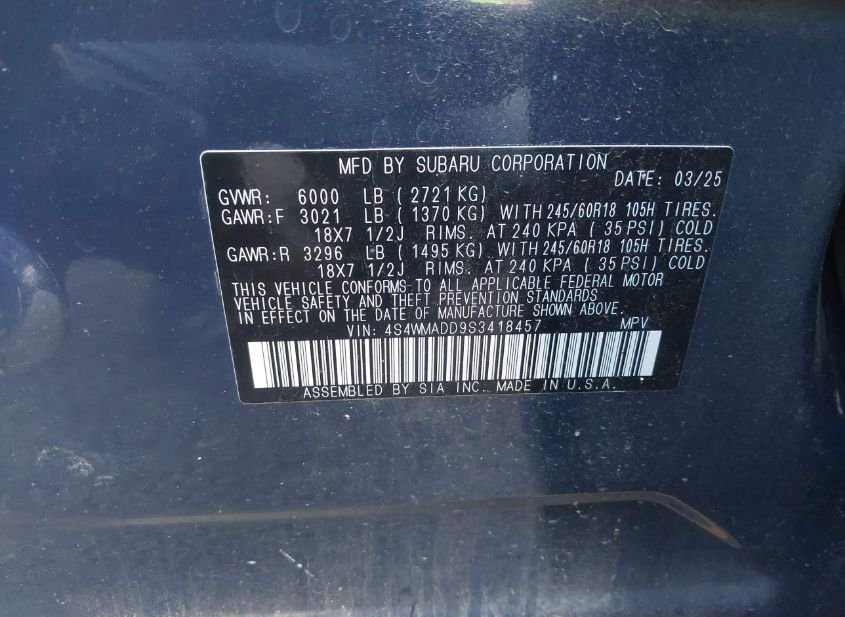 MFD BY SUBARU CORPORATION
DATE: 03/25
GVWR: 6000 LB ( 2721 KG)
GAWR:F 3021 LB ( 1370 KG) WITH 245/60R18 105H TIRES.
18X7 1/2J RIMS. AT 240 KPA ( 35 PSI) COLD
GAWR:R 3296 LB ( 1495 KG) WITH 245/60R18 105H TIRES.
18X7 1/2J RIMS. AT 240 KPA ( 35 PSI) COLD
THIS VEHICLE CONFORMS TO ALL APPLICABLE FEDERAL MOTOR
VEHICLE SAFETY AND THEFT PREVENTION STANDARDS
IN EFFECT ON THE DATE OF MANUFACTURE SHOWN ABOVE.
VIN: 4S4WMADD9S3418457 MPV
ASSEMBLED BY SIA INC. MADE IN U.S.A.